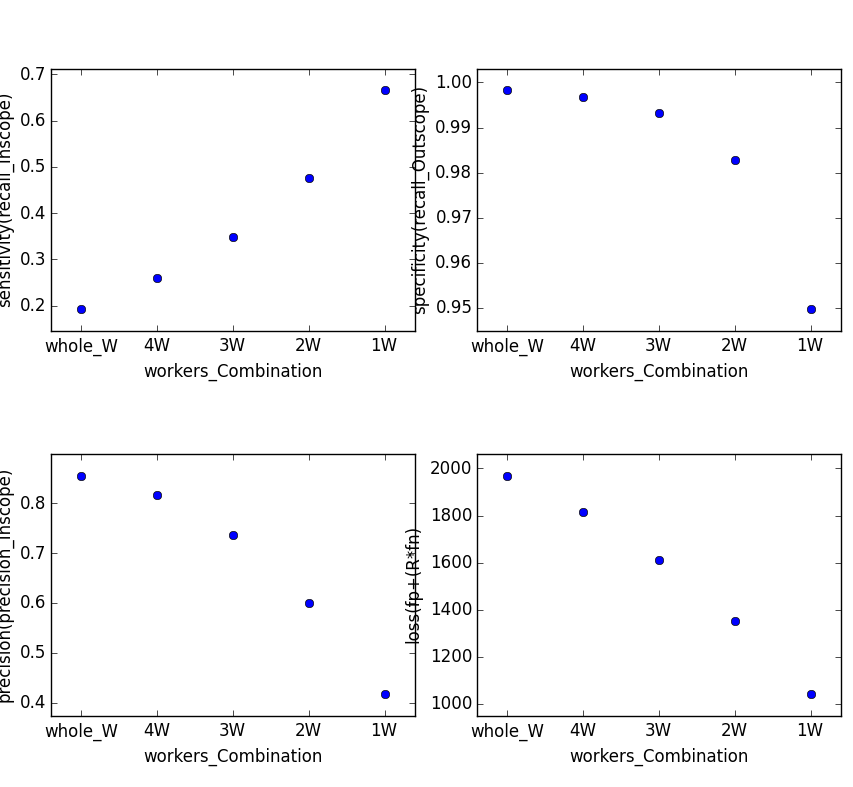 0.7
0.6
0.5
0.4
0.3
0.2
sensitivity(recall_Inscope)
whole_W 4W 3W 2W 1W
workers_Combination
1.00
0.99
0.98
0.97
0.96
0.95
specificity(recall_Outscope)
whole_W 4W 3W 2W 1W
workers_Combination
0.8
0.7
0.6
0.5
0.4
precision(precision_Inscope)
whole_W 4W 3W 2W 1W
workers_Combination
2000
1800
1600
1400
1200
1000
loss(fp+(R*fn)
whole_W 4W 3W 2W 1W
workers_Combination